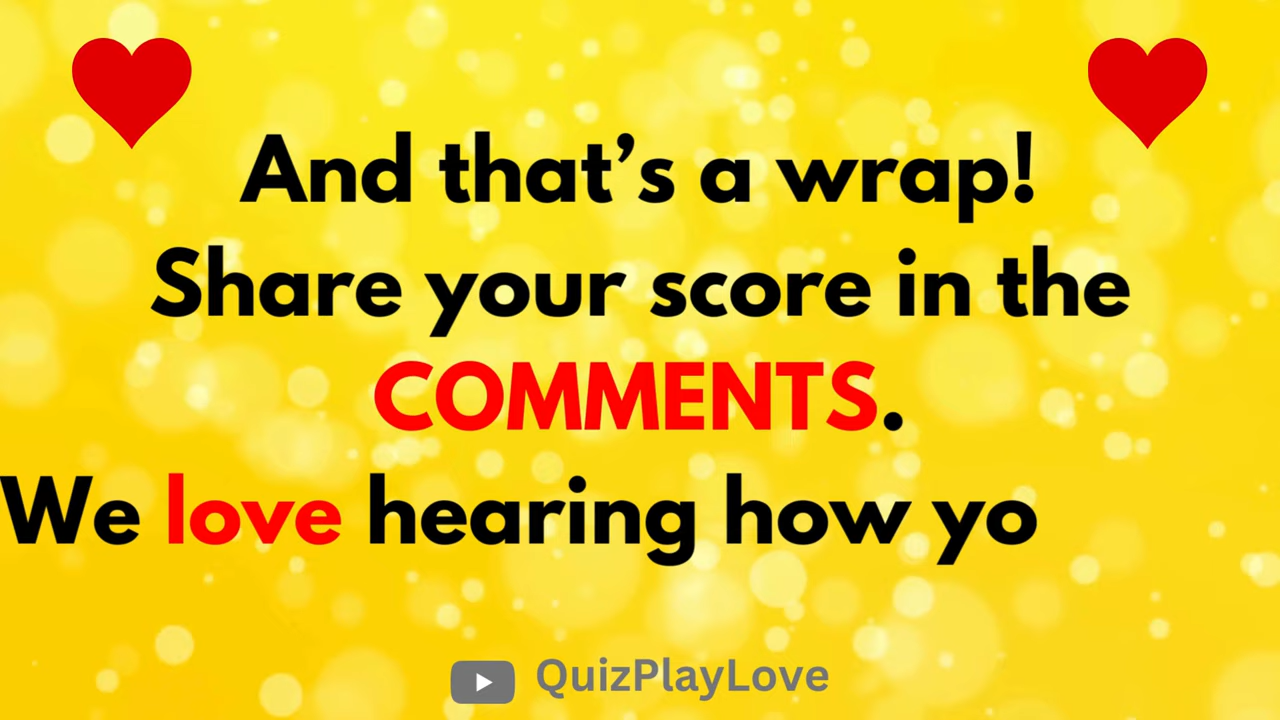 And that’s a wrap!
Share your score in the
COMMENTS.
We love hearing how yo
QuizPlayLove